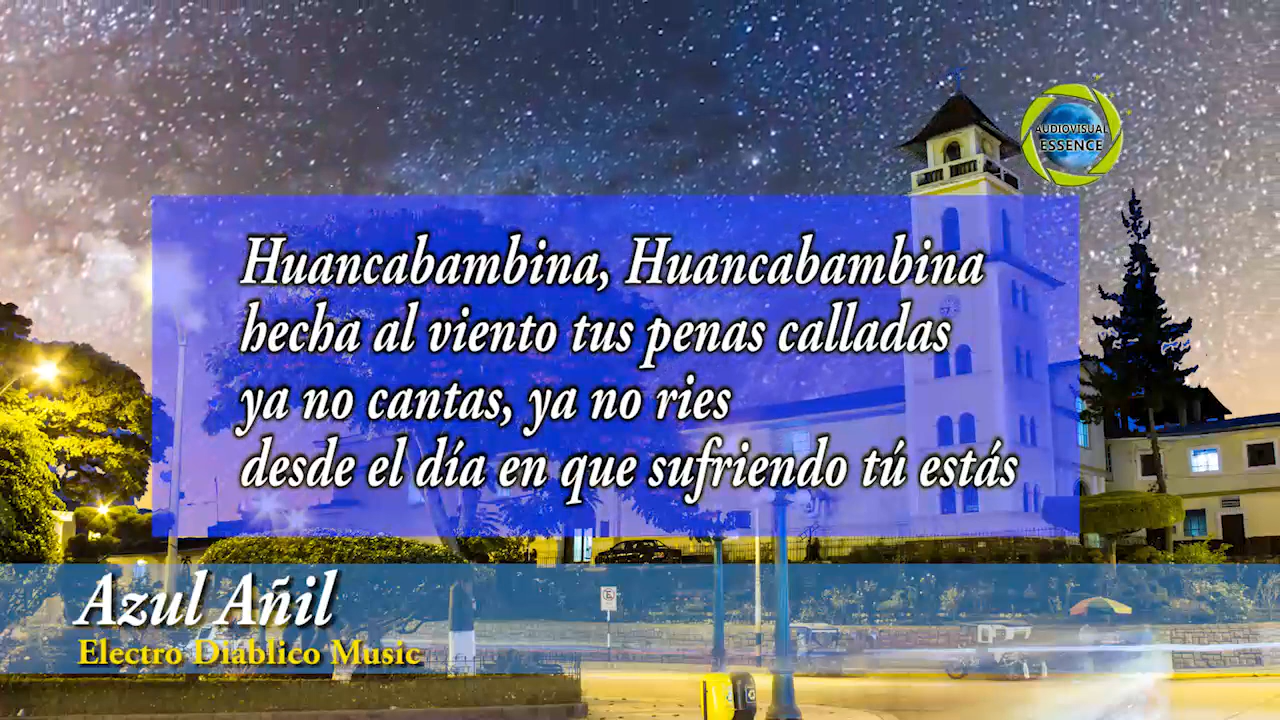 AUDIOVISUAL
ESSENCE
Huancabambina, Huancabambina
hecha al viento tus penas calladas
ya no cantas, ya no ries
desde el día en que sufriendo tú estás
Azul Añil
Electro Diáblico Music